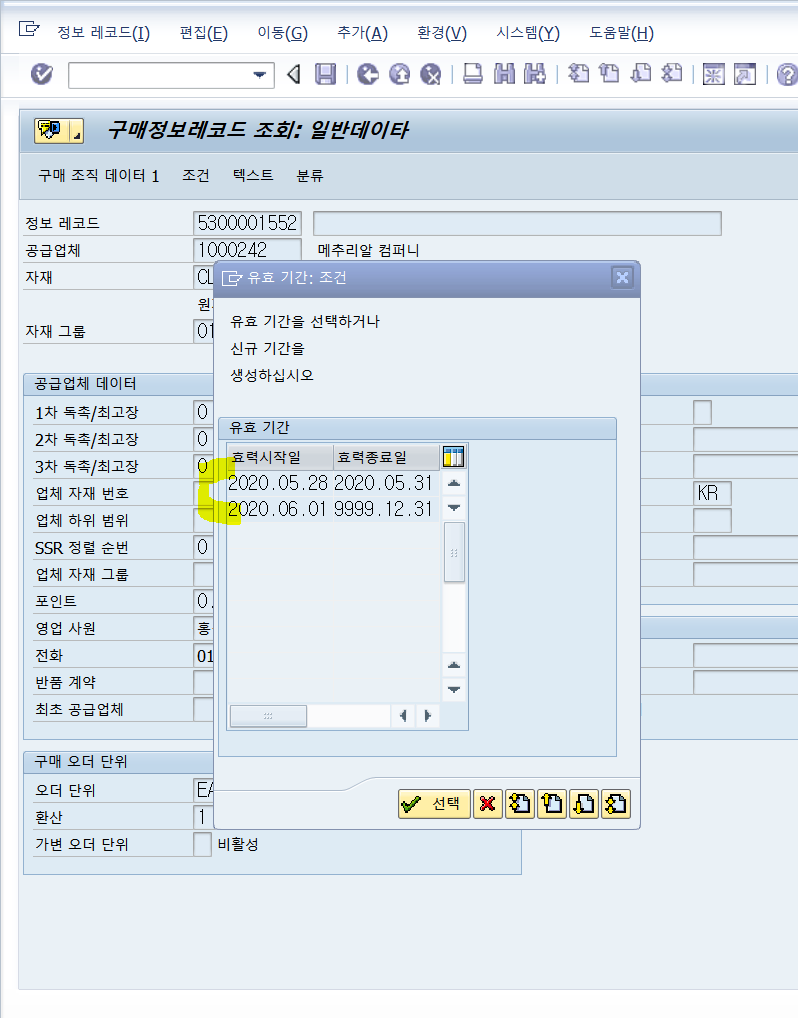 정보 레코드(I) 편집(E) 이동(G) 추가(A) 환경(V) 시스템(Y) 도움말(H)
구매정보레코드 조회: 일반데이타
구매 조직 데이터 1 조건 텍스트 분류
정보 레코드 5300001552
공급업체 1000242 메추리알 컴퍼니
자재 CL
자재 그룹 01
유효 기간: 조건
유효 기간을 선택하거나
신규 기간을
생성하십시오
유효 기간
효력시작일 효력종료일
2020.05.28 2020.05.31
2020.06.01 9999.12.31
선택
공급업체 데이터
1차 독촉/최고장 0
2차 독촉/최고장 0
3차 독촉/최고장 0
업체 자재 번호 KR
업체 하위 범위
SSR 정렬 순번 0
업체 자재 그룹
포인트 0.
영업 사원 홍
전화 01
반품 계약
최초 공급업체
구매 오더 단위
오더 단위 EA
환산 1
가변 오더 단위 비활성